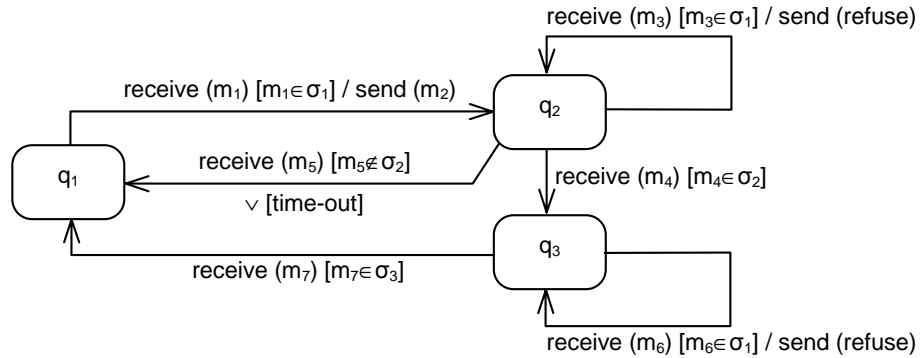 receive (m₃) [m₃∈σ₁] / send (refuse)
receive (m₁) [m₁∈σ₁] / send (m₂)
q₂
receive (m₅) [m₅∉σ₂]
q₁
receive (m₄) [m₄∈σ₂]
∨ [time-out]
q₃
receive (m₇) [m₇∈σ₃]
receive (m₆) [m₆∈σ₁] / send (refuse)